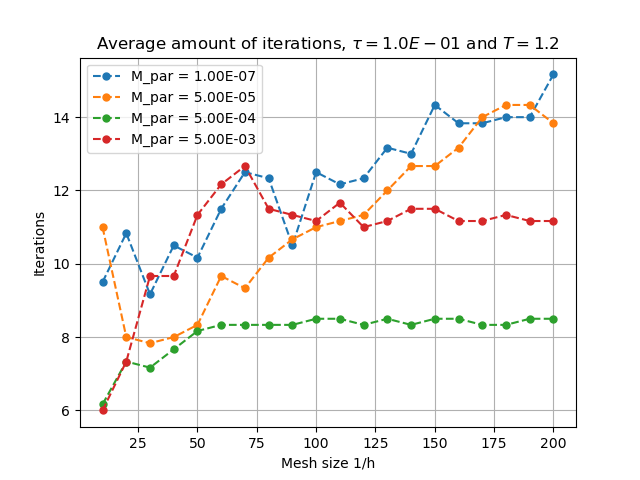 Average amount of iterations, τ = 1.0E − 01 and T = 1.2
M_par = 1.00E-07
M_par = 5.00E-05
M_par = 5.00E-04
M_par = 5.00E-03
14
12
10
8
6
Iterations
25 50 75 100 125 150 175 200
Mesh size 1/h